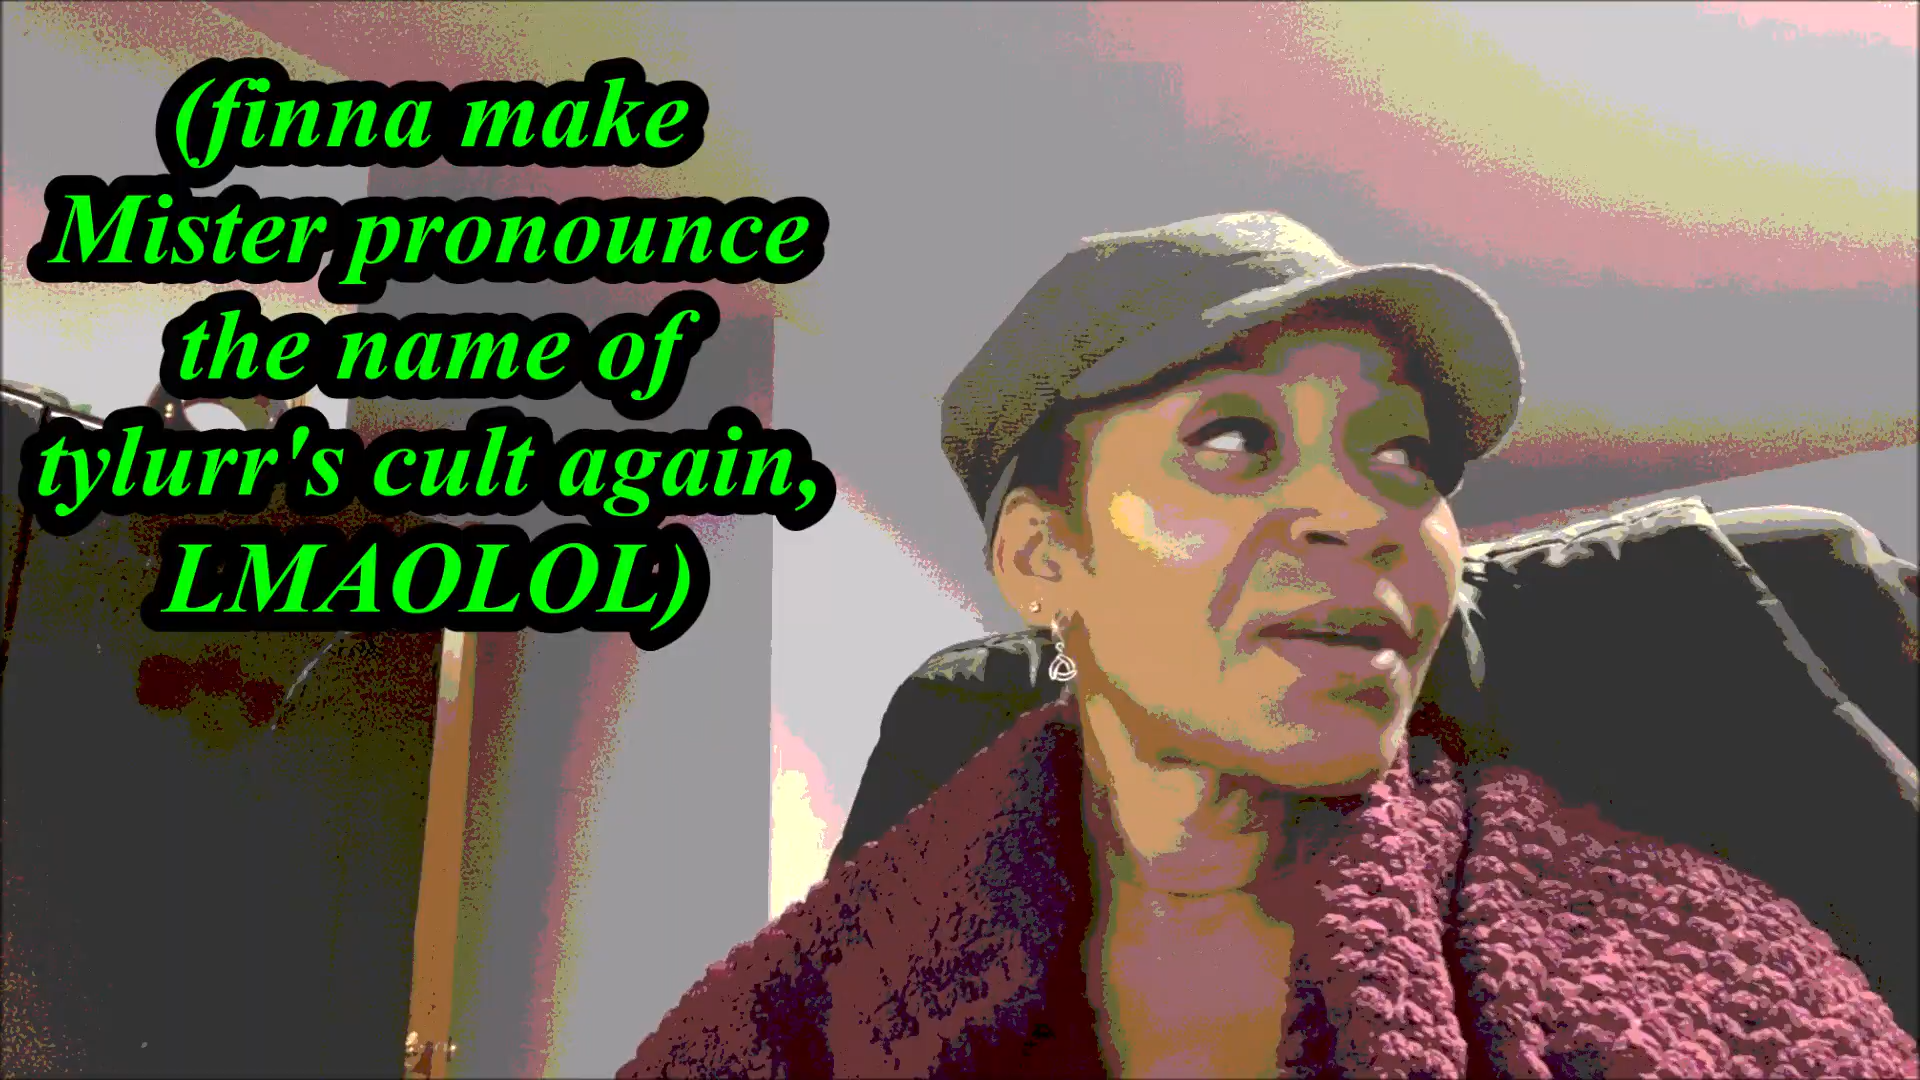 (finna make
Mister pronounce
the name of
tylurr's cult again,
LMAOLOL)